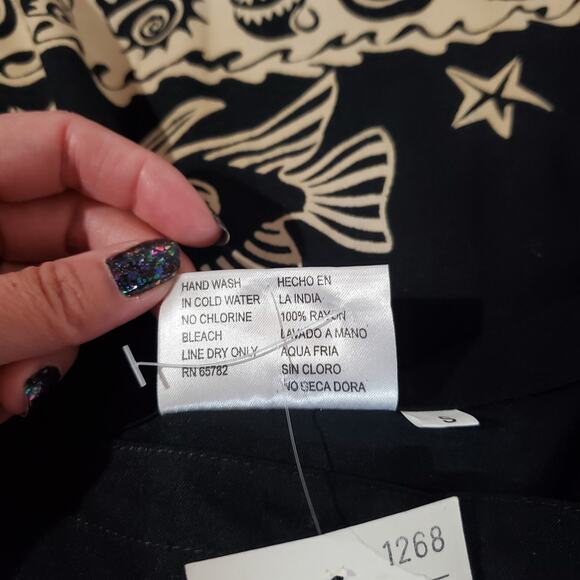 HAND WASH
IN COLD WATER
NO CHLORINE
BLEACH
LINE DRY ONLY
RN 65782
HECHO EN
LA INDIA
100% RAYON
LAVADO A MANO
AQUA FRIA
SIN CLORO
NO SECA DORA
S
1268